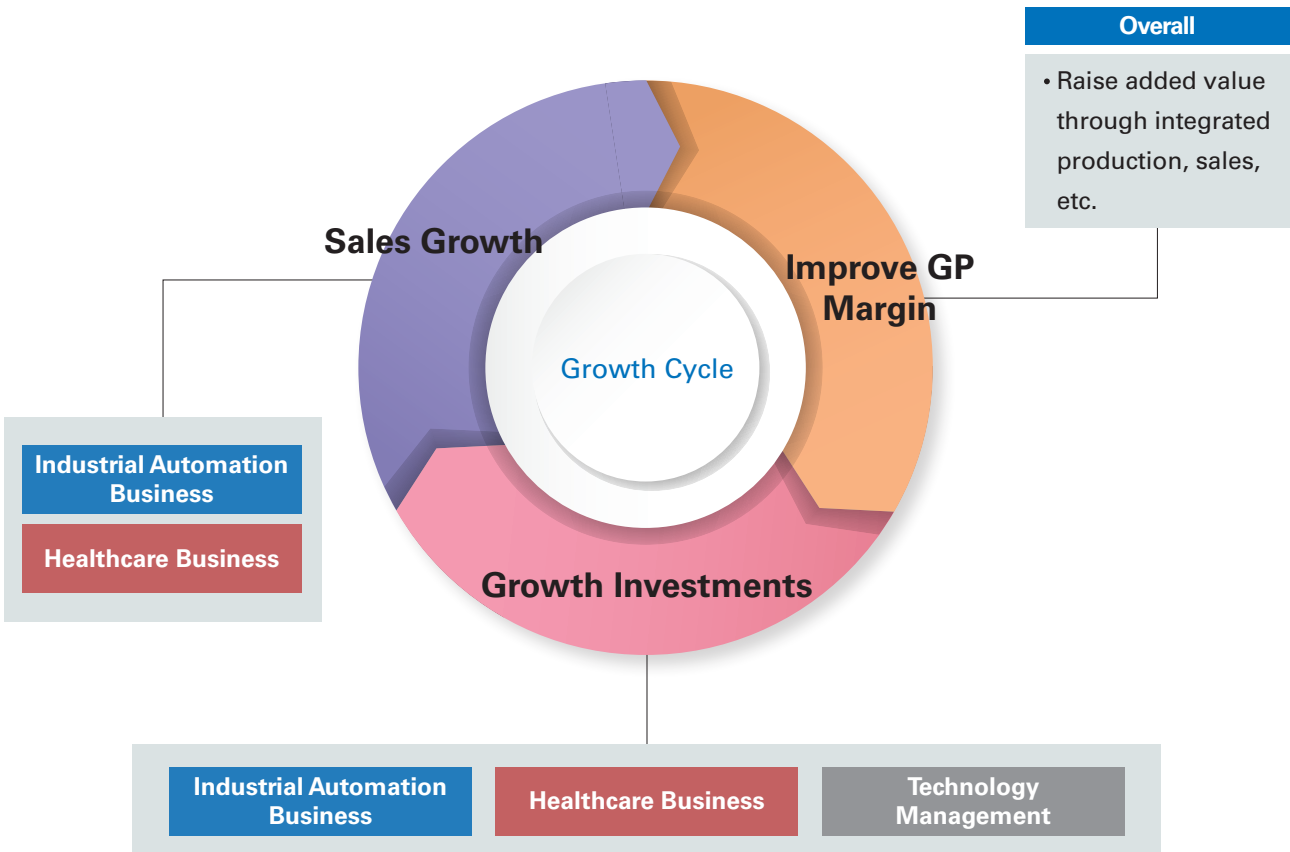 Overall
• Raise added value
through integrated
production, sales,
etc.
Sales Growth
Improve GP
Margin
Growth Cycle
Industrial Automation
Business
Healthcare Business
Growth Investments
Industrial Automation
Business
Healthcare Business
Technology
Management